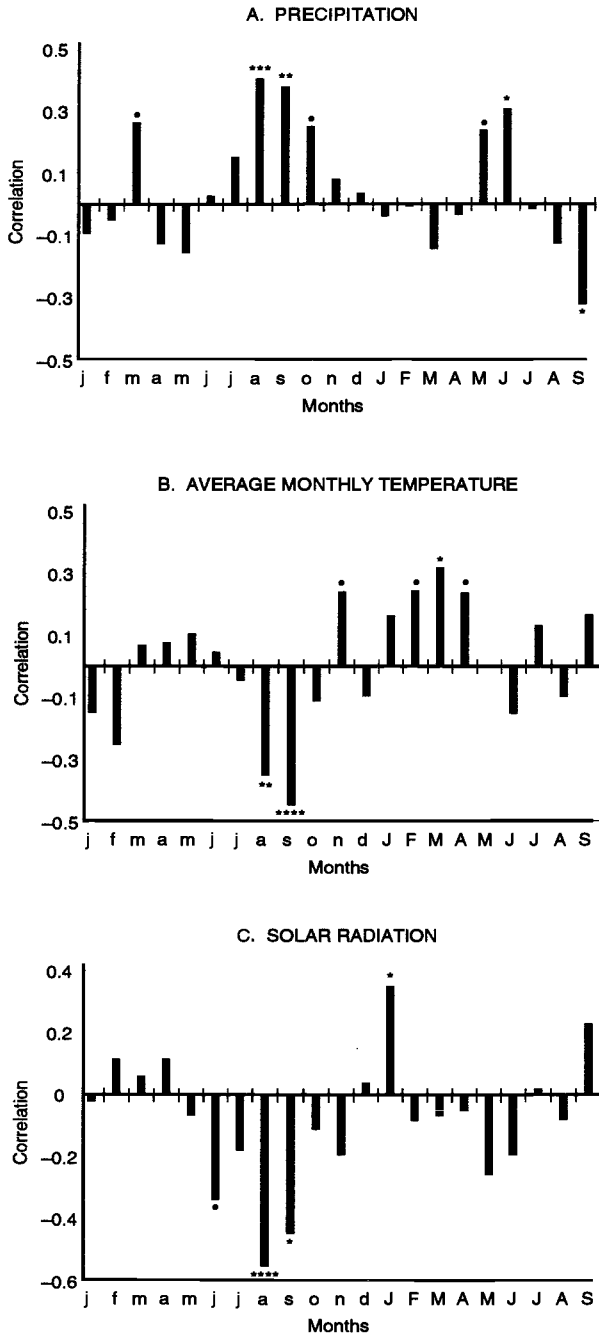 A. PRECIPITATION
0.5
0.3
0.1
–0.1
–0.3
–0.5
Correlation
• *** ** • • * *
j f m a m j j a s o n d J F M A M J J A S
Months
B. AVERAGE MONTHLY TEMPERATURE
0.5
0.3
0.1
–0.1
–0.3
–0.5
Correlation
** **** • • * •
j f m a m j j a s o n d J F M A M J J A S
Months
C. SOLAR RADIATION
0.4
0.2
0
–0.2
–0.4
–0.6
Correlation
• **** * *
j f m a m j j a s o n d J F M A M J J A S
Months